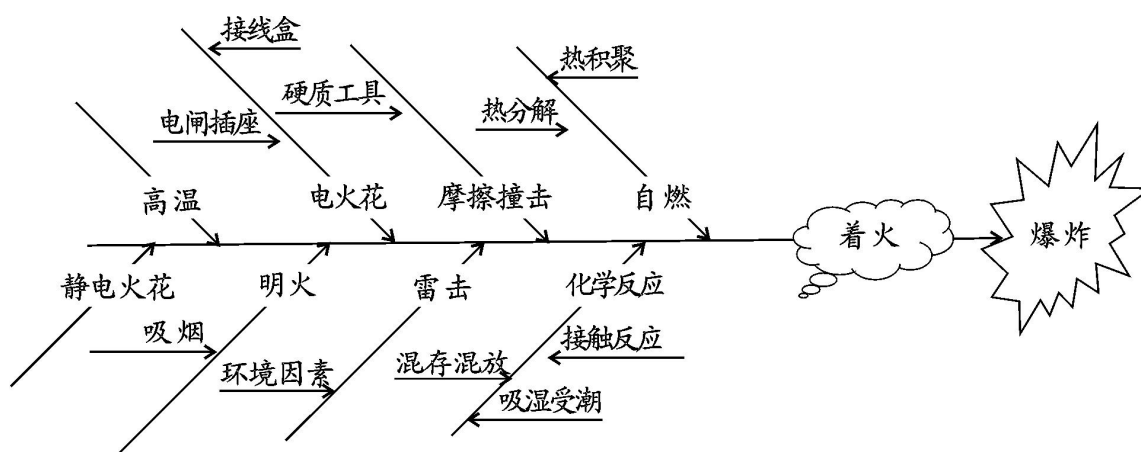 接线盒
热积聚
硬质工具
热分解
电闸插座
高温
电火花
摩擦撞击
自燃
着火
爆炸
静电火花
明火
雷击
化学反应
吸烟
接触反应
混存混放
环境因素
吸湿受潮